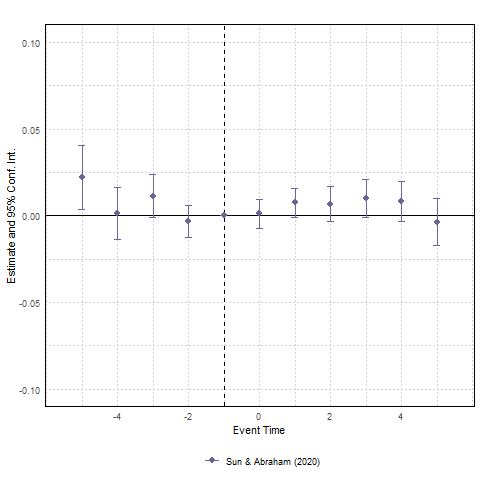 0.10
0.05
0.00
-0.05
-0.10
Estimate and 95% Conf. Int.
-4 -2 0 2 4
Event Time
Sun & Abraham (2020)